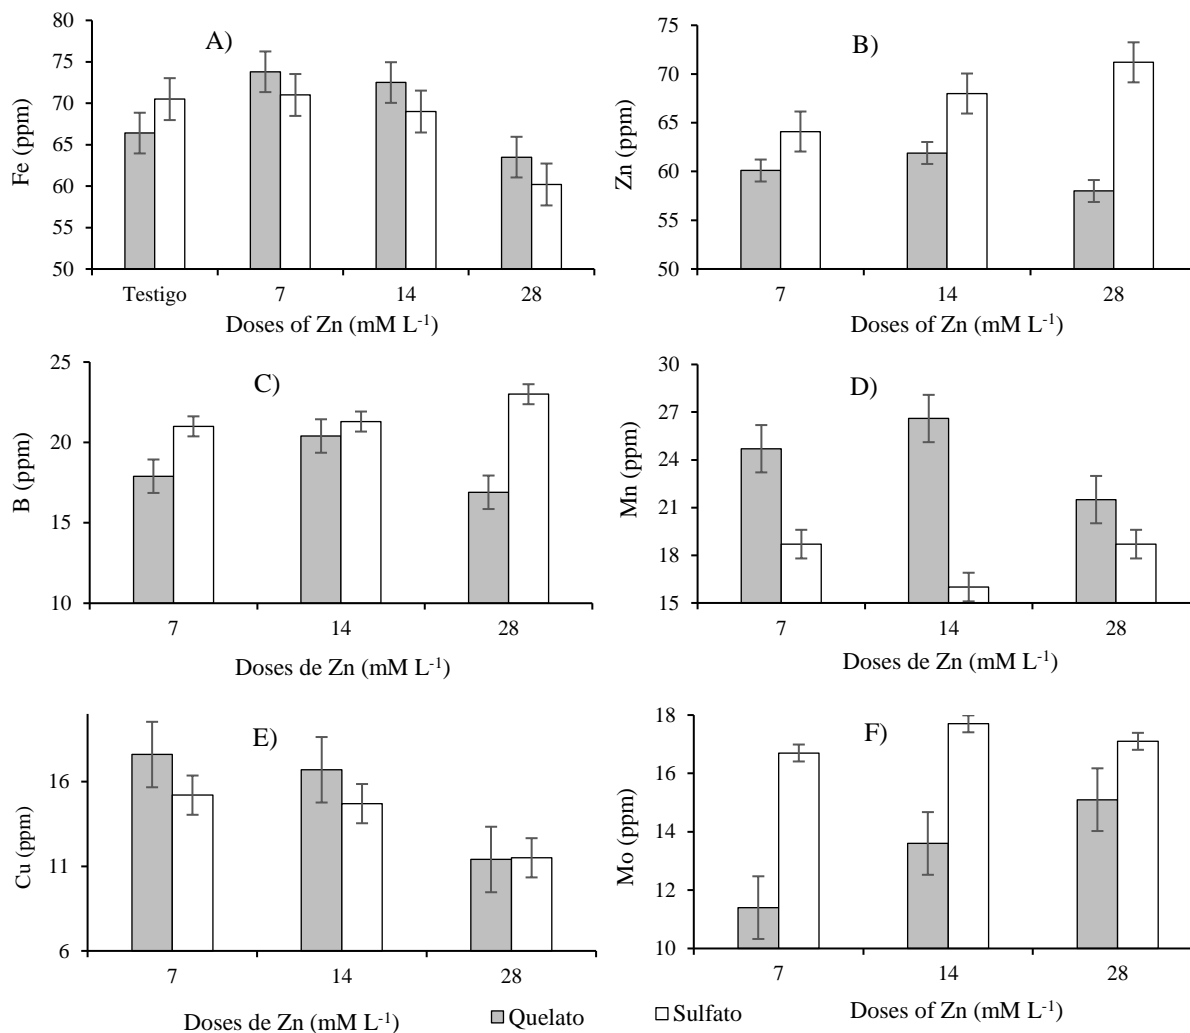 A)
Fe (ppm)
80
75
70
65
60
55
50
Testigo 7 14 28
Doses of Zn (mM L⁻¹)
B)
Zn (ppm)
75
70
65
60
55
50
7 14 28
Doses of Zn (mM L⁻¹)
C)
B (ppm)
25
20
15
10
7 14 28
Doses de Zn (mM L⁻¹)
D)
Mn (ppm)
30
27
24
21
18
15
7 14 28
Doses de Zn (mM L⁻¹)
E)
Cu (ppm)
16
11
6
7 14 28
Doses de Zn (mM L⁻¹)
F)
Mo (ppm)
18
16
14
12
10
7 14 28
Doses of Zn (mM L⁻¹)
Quelato Sulfato